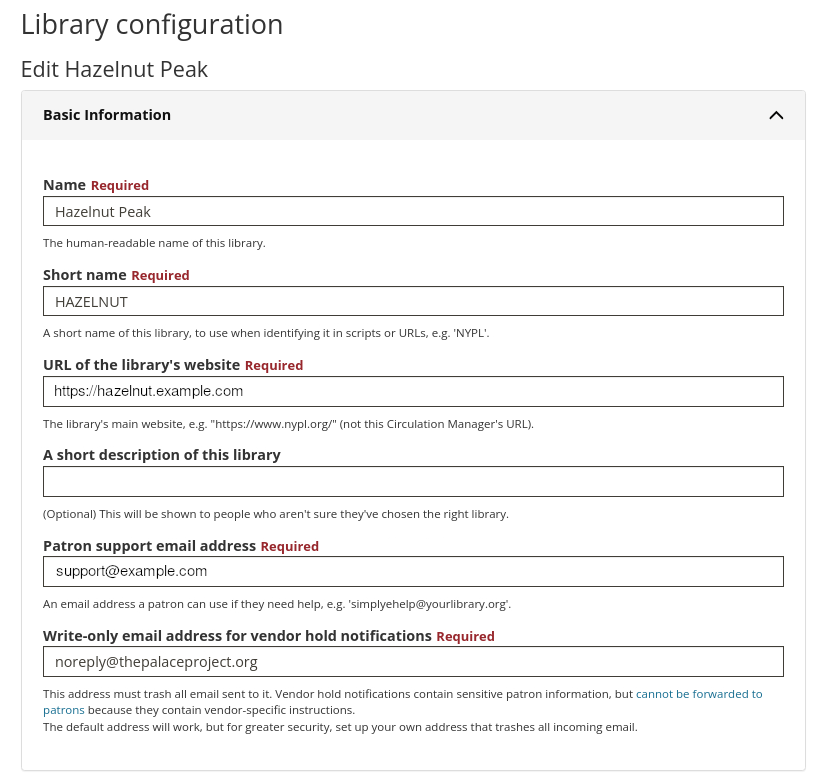 Library configuration
Edit Hazelnut Peak
Basic Information
Name Required
Hazelnut Peak
The human-readable name of this library.
Short name Required
HAZELNUT
A short name of this library, to use when identifying it in scripts or URLs, e.g. 'NYPL'.
URL of the library's website Required
https://hazelnut.example.com
The library's main website, e.g. "https://www.nypl.org/" (not this Circulation Manager's URL).
A short description of this library
(Optional) This will be shown to people who aren't sure they've chosen the right library.
Patron support email address Required
support@example.com
An email address a patron can use if they need help, e.g. 'simplyehelp@yourlibrary.org'.
Write-only email address for vendor hold notifications Required
noreply@thepalaceproject.org
This address must trash all email sent to it. Vendor hold notifications contain sensitive patron information, but cannot be forwarded to
patrons because they contain vendor-specific instructions.
The default address will work, but for greater security, set up your own address that trashes all incoming email.